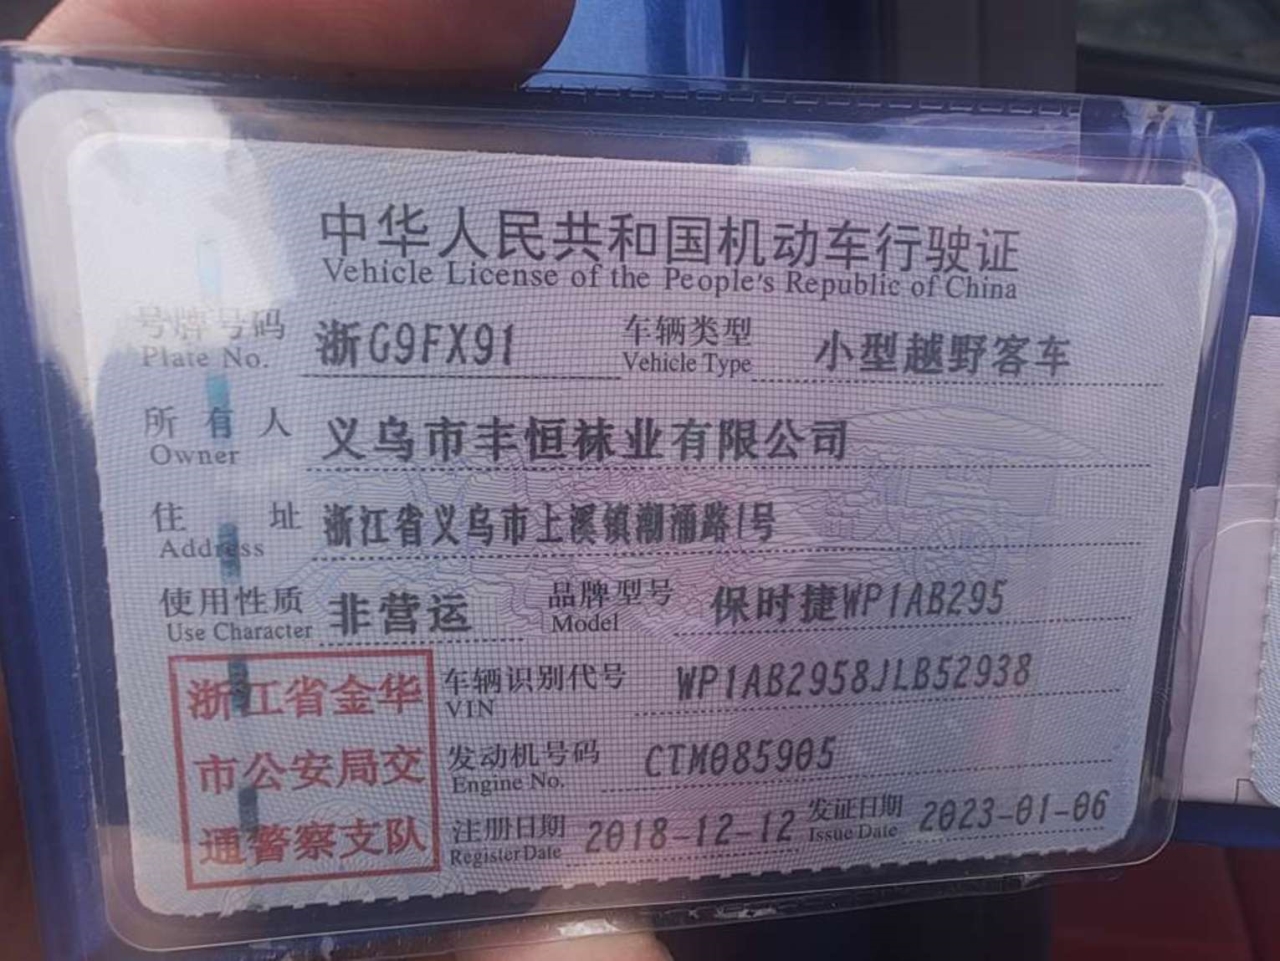 中华人民共和国机动车行驶证
Vehicle License of the People's Republic of China
号牌号码 浙G9FX91 车辆类型 小型越野客车
Plate No. Vehicle Type
所有人 义乌市丰恒袜业有限公司
Owner
住址 浙江省义乌市上溪镇潮涌路1号
Address
使用性质 非营运 品牌型号 保时捷WP1AB295
Use Character Model
浙江省金华 车辆识别代号 WP1AB2958JLB52938
VIN
市公安局交 发动机号码 CTM085905
Engine No.
通警察支队 注册日期 2018-12-12 发证日期 2023-01-06
Register Date Issue Date